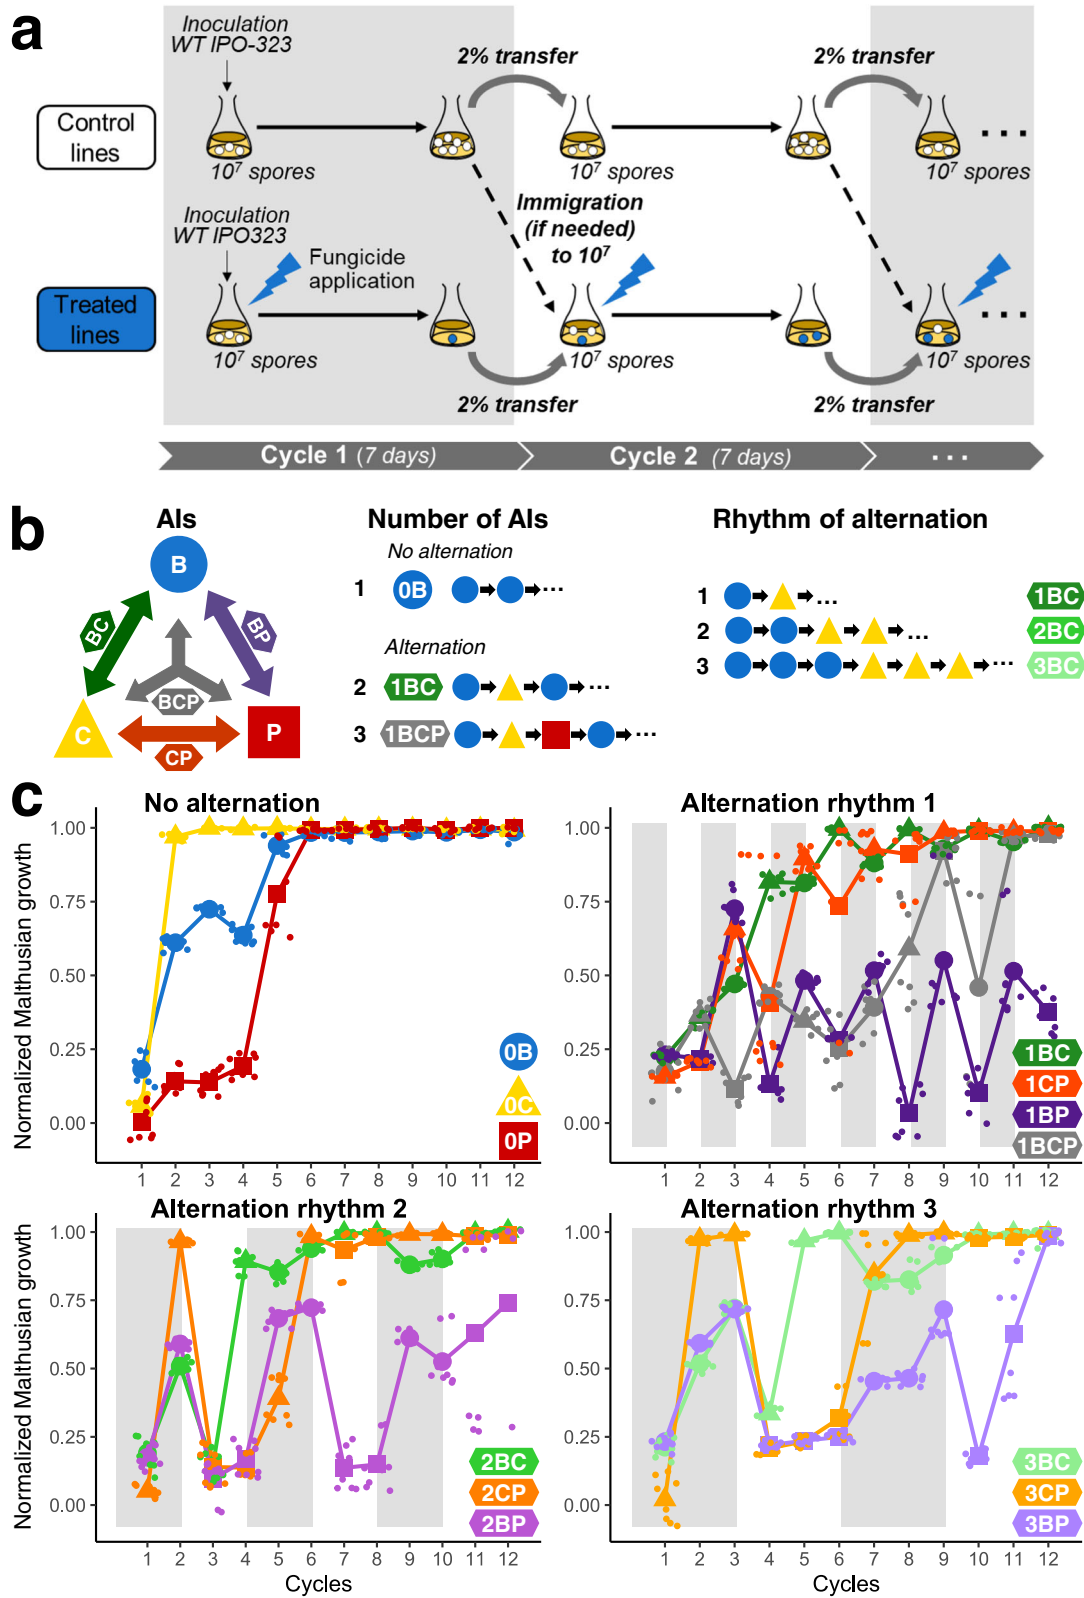 a
Inoculation
WT IPO-323
2% transfer
2% transfer
Control
lines
10⁷ spores
10⁷ spores
10⁷ spores
Inoculation
WT IPO323
Fungicide
application
Immigration
(if needed)
to 10⁷
Treated
lines
10⁷ spores
10⁷ spores
10⁷ spores
2% transfer
2% transfer
Cycle 1 (7 days)
Cycle 2 (7 days)
...
b
AIs
B
BC
BP
BCP
C
P
CP
Number of AIs
No alternation
1 0B ...
Alternation
2 1BC ...
3 1BCP ...
Rhythm of alternation
1 ... 1BC
2 ... 2BC
3 ... 3BC
c
No alternation
Normalized Malthusian growth
1.00
0.75
0.50
0.25
0.00
0B
0C
0P
1 2 3 4 5 6 7 8 9 10 11 12
Alternation rhythm 1
1.00
0.75
0.50
0.25
0.00
1BC
1CP
1BP
1BCP
1 2 3 4 5 6 7 8 9 10 11 12
Alternation rhythm 2
Normalized Malthusian growth
1.00
0.75
0.50
0.25
0.00
2BC
2CP
2BP
1 2 3 4 5 6 7 8 9 10 11 12
Cycles
Alternation rhythm 3
1.00
0.75
0.50
0.25
0.00
3BC
3CP
3BP
1 2 3 4 5 6 7 8 9 10 11 12
Cycles